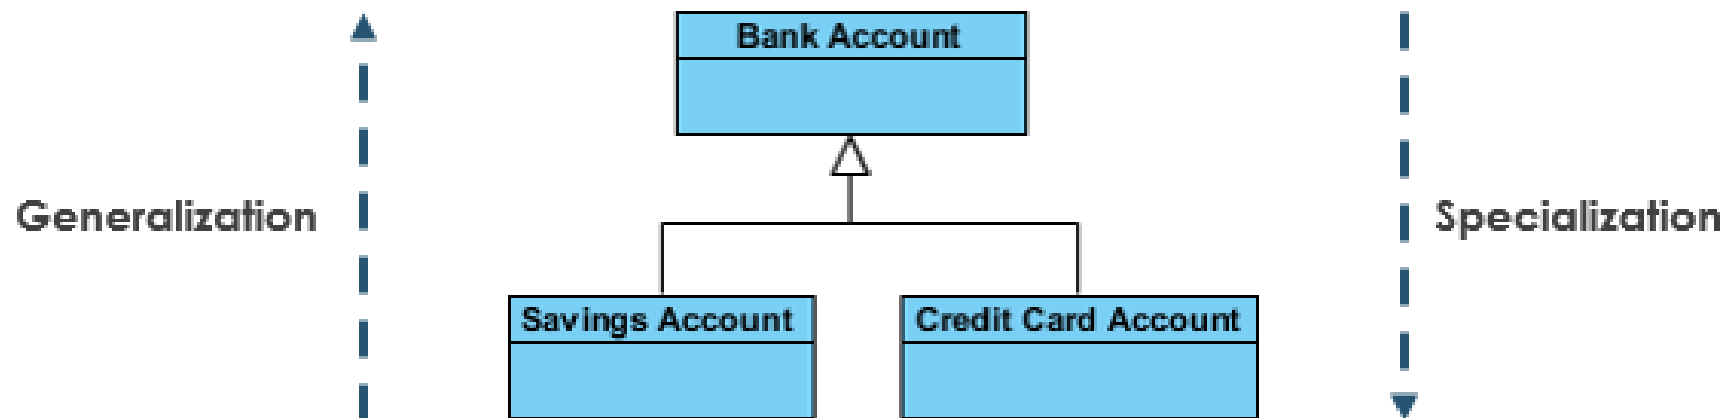 Bank Account
Generalization
Specialization
Savings Account
Credit Card Account